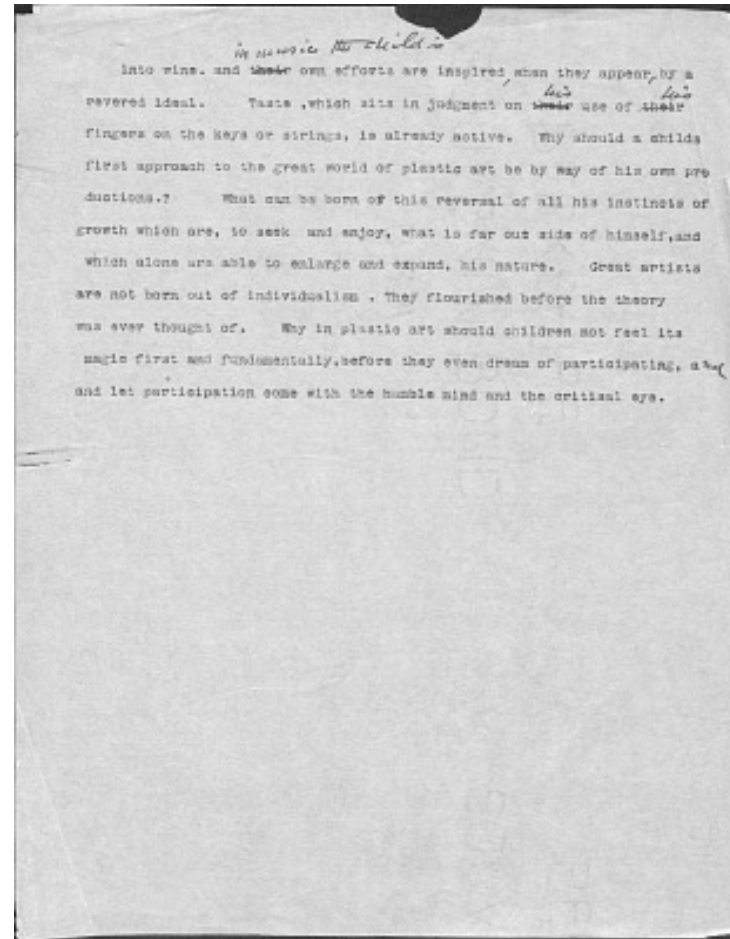 in music the child is
into wine. and their own efforts are inspired, when they appear, by a
his his
revered ideal. Taste ,which sits in judgment on their use of their
fingers on the keys or strings, is already active. Why should a childs
first approach to the great world of plastic art be by way of his own pro
ductions.? What can be born of this reversal of all his instincts of
growth which are, to seek and enjoy, what is far out side of himself,and
which alone are able to enlarge and expand, his nature. Great artists
are not born out of individualism . They flourished before the theory
was ever thought of. Why in plastic art should children not feel its
magic first and fundamentally,before they even dream of participating,
and let participation come with the humble mind and the critical eye.